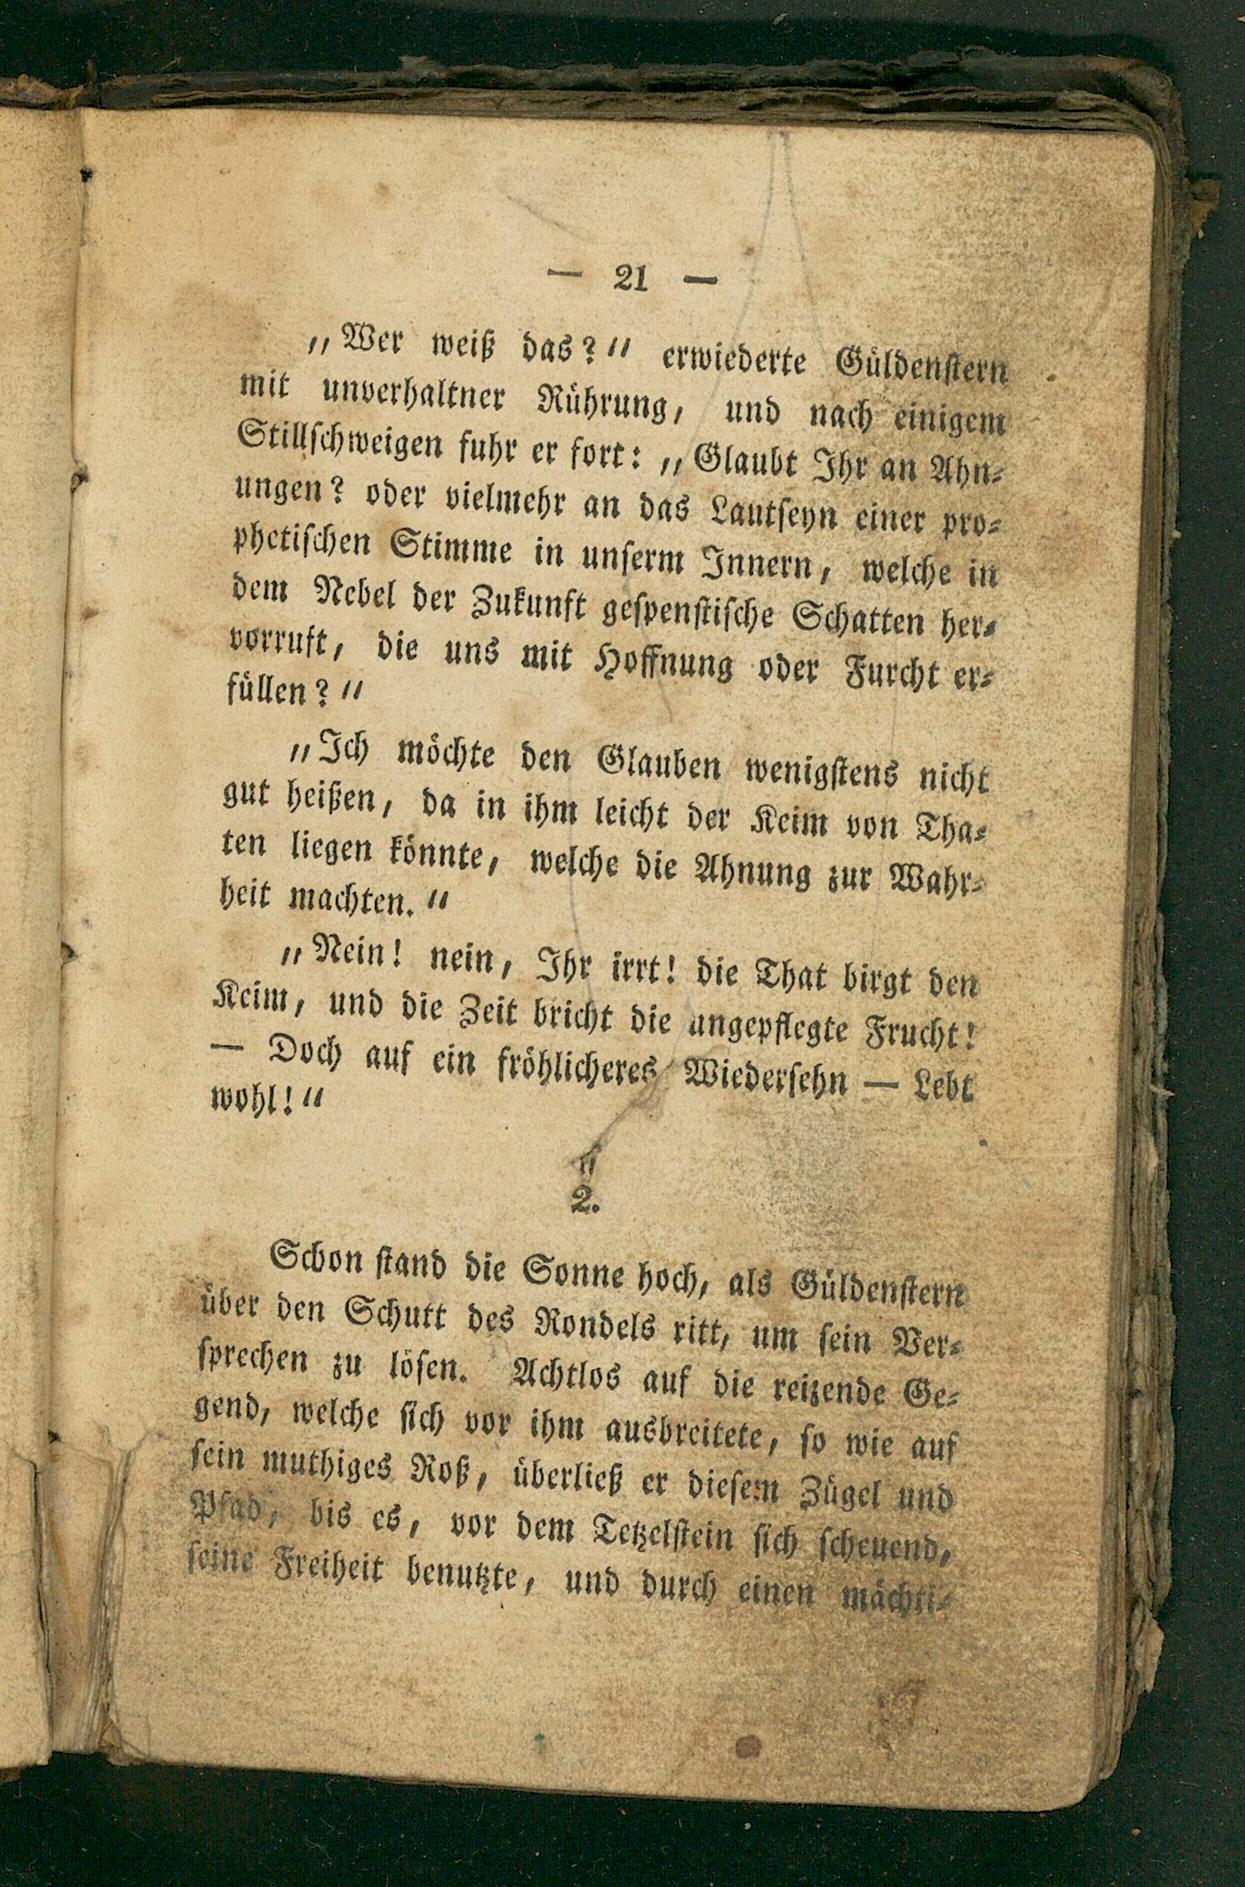 — 21 —
„Wer weiß das?“ erwiederte Güldenstern
mit unverhaltner Rührung, und nach einigem
Stillschweigen fuhr er fort: „Glaubt Ihr an Ahn-
ungen? oder vielmehr an das Lautseyn einer pro-
phetischen Stimme in unserm Innern, welche in
dem Nebel der Zukunft gespenstische Schatten her-
vorruft, die uns mit Hoffnung oder Furcht er-
füllen?“
„Ich möchte den Glauben wenigstens nicht
gut heißen, da in ihm leicht der Keim von Tha-
ten liegen könnte, welche die Ahnung zur Wahr-
heit machten.“
„Nein! nein, Ihr irrt! die That birgt den
Keim, und die Zeit bricht die angepflegte Frucht!
— Doch auf ein fröhlicheres Wiedersehn — Lebt
wohl!“
2.
Schon stand die Sonne hoch, als Güldenstern
über den Schutt des Rondels ritt, um sein Ver-
sprechen zu lösen. Achtlos auf die reizende Ge-
gend, welche sich vor ihm ausbreitete, so wie auf
sein muthiges Roß, überließ er diesem Zügel und
Pfad, bis es, vor dem Tetzelstein sich scheuend,
seine Freiheit benutzte, und durch einen mächti-